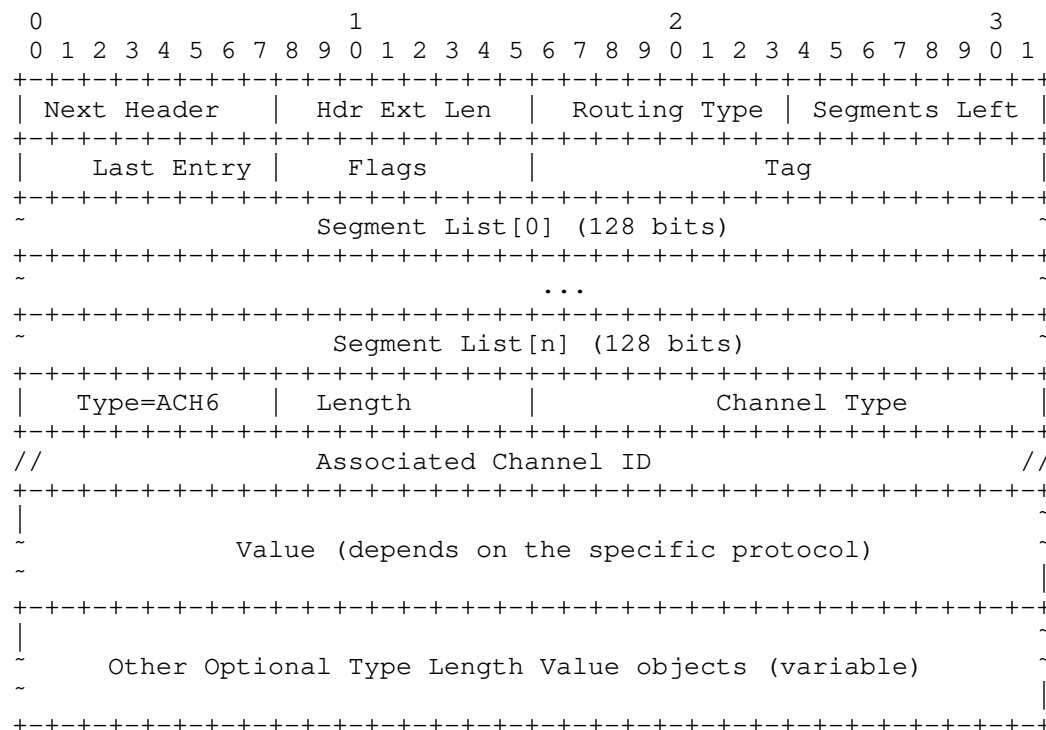 0                   1                   2                   3
 0 1 2 3 4 5 6 7 8 9 0 1 2 3 4 5 6 7 8 9 0 1 2 3 4 5 6 7 8 9 0 1
+-+-+-+-+-+-+-+-+-+-+-+-+-+-+-+-+-+-+-+-+-+-+-+-+-+-+-+-+-+-+-+-+
|  Next Header  |  Hdr Ext Len  |  Routing Type | Segments Left |
+-+-+-+-+-+-+-+-+-+-+-+-+-+-+-+-+-+-+-+-+-+-+-+-+-+-+-+-+-+-+-+-+
|    Last Entry |    Flags      |              Tag              |
+-+-+-+-+-+-+-+-+-+-+-+-+-+-+-+-+-+-+-+-+-+-+-+-+-+-+-+-+-+-+-+-+
~                  Segment List[0] (128 bits)                   ~
+-+-+-+-+-+-+-+-+-+-+-+-+-+-+-+-+-+-+-+-+-+-+-+-+-+-+-+-+-+-+-+-+
~                                ...                            ~
+-+-+-+-+-+-+-+-+-+-+-+-+-+-+-+-+-+-+-+-+-+-+-+-+-+-+-+-+-+-+-+-+
~                   Segment List[n] (128 bits)                  ~
+-+-+-+-+-+-+-+-+-+-+-+-+-+-+-+-+-+-+-+-+-+-+-+-+-+-+-+-+-+-+-+-+
|   Type=ACH6   |  Length       |           Channel Type        |
+-+-+-+-+-+-+-+-+-+-+-+-+-+-+-+-+-+-+-+-+-+-+-+-+-+-+-+-+-+-+-+-+
//                 Associated Channel ID                       //
+-+-+-+-+-+-+-+-+-+-+-+-+-+-+-+-+-+-+-+-+-+-+-+-+-+-+-+-+-+-+-+-+
|                                                               ~
~             Value (depends on the specific protocol)          ~
~                                                               |
+-+-+-+-+-+-+-+-+-+-+-+-+-+-+-+-+-+-+-+-+-+-+-+-+-+-+-+-+-+-+-+-+
|                                                               ~
~     Other Optional Type Length Value objects (variable)       ~
~                                                               |
+-+-+-+-+-+-+-+-+-+-+-+-+-+-+-+-+-+-+-+-+-+-+-+-+-+-+-+-+-+-+-+-+